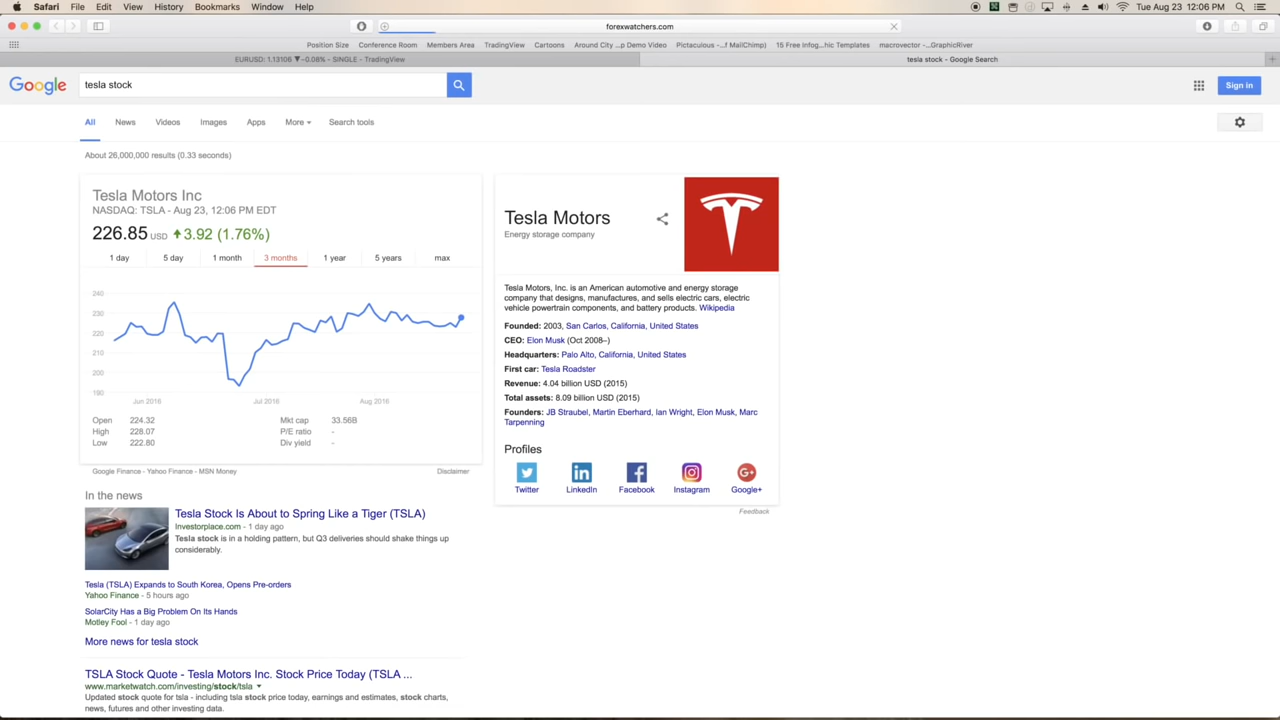 Safari File Edit View History Bookmarks Window Help
Tue Aug 23 12:06 PM
forexwatchers.com
Position Size Conference Room Members Area TradingView Cartoons Around City ...p Demo Video Pictaculous -...f MailChimp) 15 Free Infog...hic Templates macrovector -...GraphicRiver
EURUSD: 1.13106 ▼−0.08% - SINGLE - TradingView
tesla stock - Google Search
Google
tesla stock
Sign in
All News Videos Images Apps More Search tools
About 26,000,000 results (0.33 seconds)
Tesla Motors Inc
NASDAQ: TSLA - Aug 23, 12:06 PM EDT
226.85 USD 3.92 (1.76%)
1 day 5 day 1 month 3 months 1 year 5 years max
240
230
220
210
200
190
Jun 2016 Jul 2016 Aug 2016
Open 224.32 Mkt cap 33.56B
High 228.07 P/E ratio -
Low 222.80 Div yield -
Google Finance - Yahoo Finance - MSN Money
Disclaimer
In the news
Tesla Stock Is About to Spring Like a Tiger (TSLA)
Investorplace.com - 1 day ago
Tesla stock is in a holding pattern, but Q3 deliveries should shake things up
considerably.
Tesla (TSLA) Expands to South Korea, Opens Pre-orders
Yahoo Finance - 5 hours ago
SolarCity Has a Big Problem On Its Hands
Motley Fool - 1 day ago
More news for tesla stock
TSLA Stock Quote - Tesla Motors Inc. Stock Price Today (TSLA ...
www.marketwatch.com/investing/stock/tsla
Updated stock quote for tsla - including tsla stock price today, earnings and estimates, stock charts,
news, futures and other investing data.
Tesla Motors
Energy storage company
Tesla Motors, Inc. is an American automotive and energy storage
company that designs, manufactures, and sells electric cars, electric
vehicle powertrain components, and battery products. Wikipedia
Founded: 2003, San Carlos, California, United States
CEO: Elon Musk (Oct 2008–)
Headquarters: Palo Alto, California, United States
First car: Tesla Roadster
Revenue: 4.04 billion USD (2015)
Total assets: 8.09 billion USD (2015)
Founders: JB Straubel, Martin Eberhard, Ian Wright, Elon Musk, Marc
Tarpenning
Profiles
Twitter LinkedIn Facebook Instagram Google+
Feedback